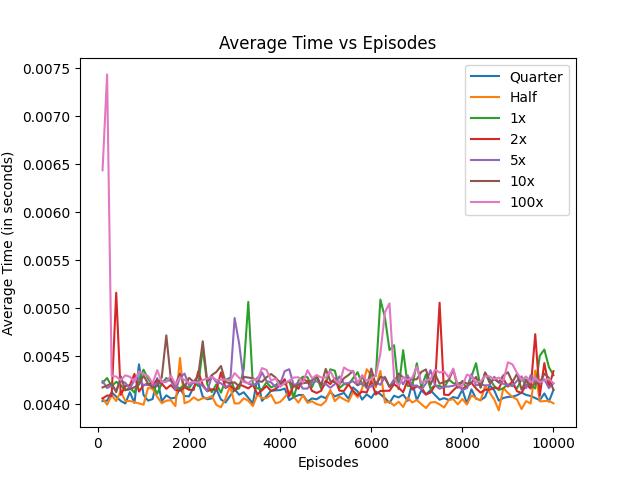 Average Time vs Episodes
Average Time (in seconds)
0.0075
0.0070
0.0065
0.0060
0.0055
0.0050
0.0045
0.0040
Quarter
Half
1x
2x
5x
10x
100x
0 2000 4000 6000 8000 10000
Episodes